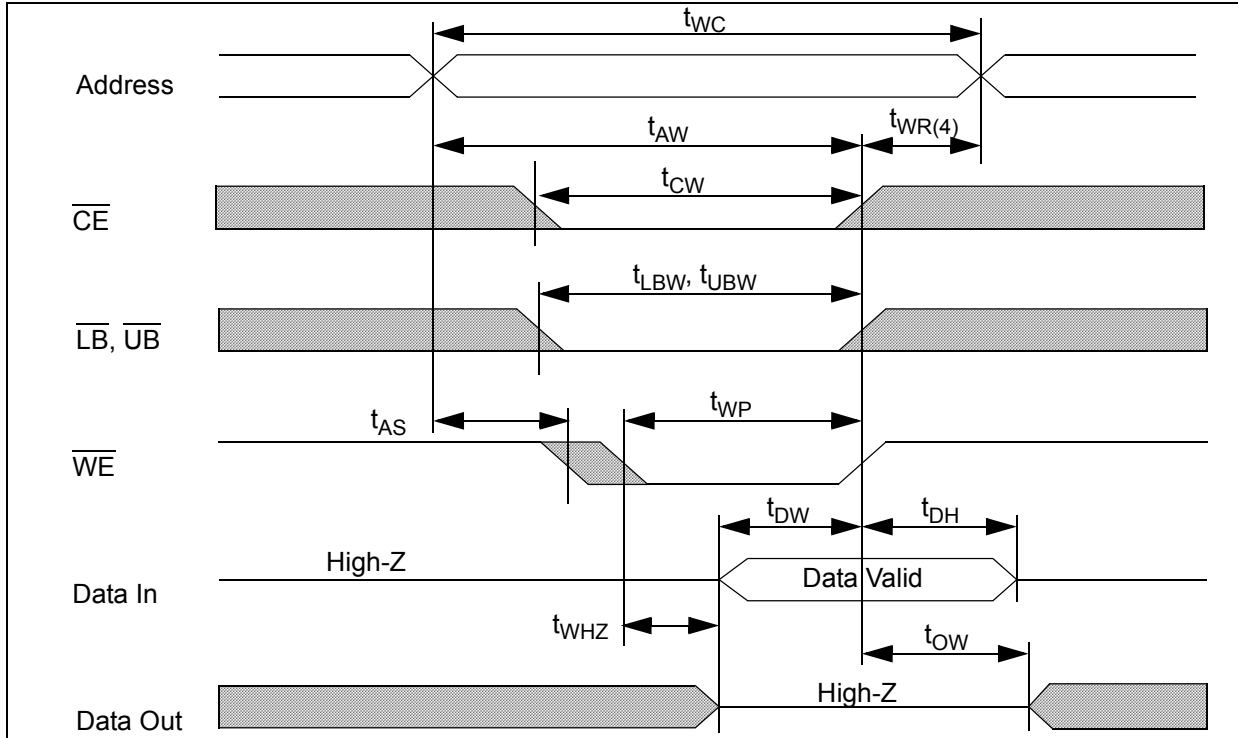 tWC
Address
tAW
tWR(4)
tCW
CE
tLBW, tUBW
LB, UB
tAS
tWP
WE
tDW
tDH
High-Z
Data Valid
Data In
tWHZ
tOW
High-Z
Data Out